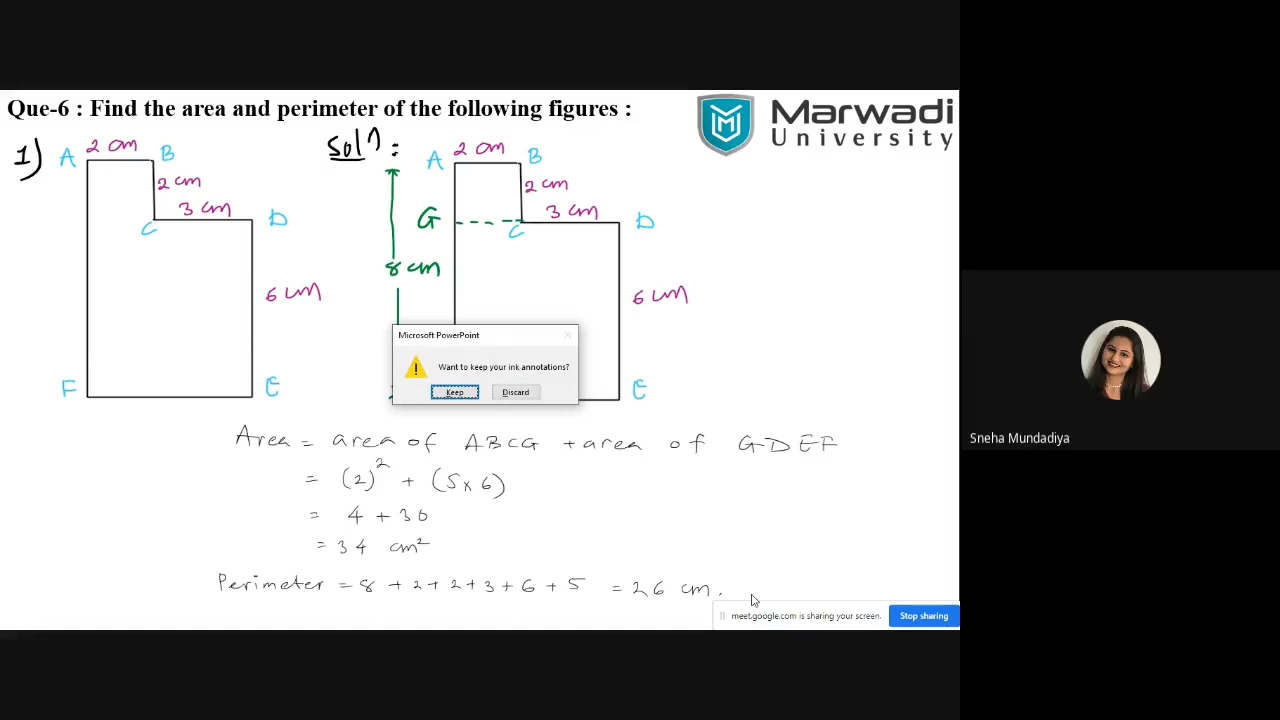 Que-6 : Find the area and perimeter of the following figures :
Marwadi
University
1)
A
2 cm
B
2 cm
3 cm
C
D
6 cm
F
E
Soln :
A
2 cm
B
2 cm
3 cm
G
C
D
8 cm
6 cm
E
Microsoft PowerPoint
Want to keep your ink annotations?
Keep
Discard
Area = area of ABCG + area of GDEF
= (2)² + (5 x 6)
= 4 + 30
= 34 cm²
Perimeter = 8 + 2 + 2 + 3 + 6 + 5 = 26 cm.
meet.google.com is sharing your screen.
Stop sharing
Sneha Mundadiya